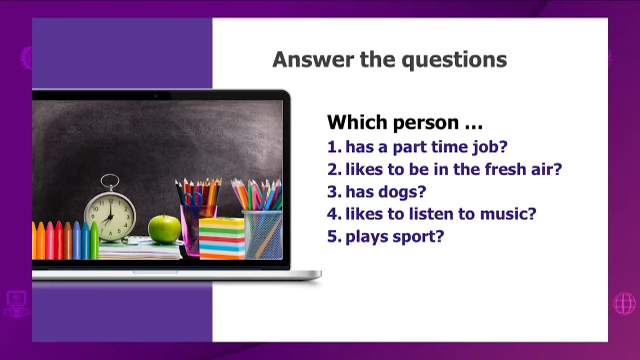 Answer the questions
Which person ...
1. has a part time job?
2. likes to be in the fresh air?
3. has dogs?
4. likes to listen to music?
5. plays sport?